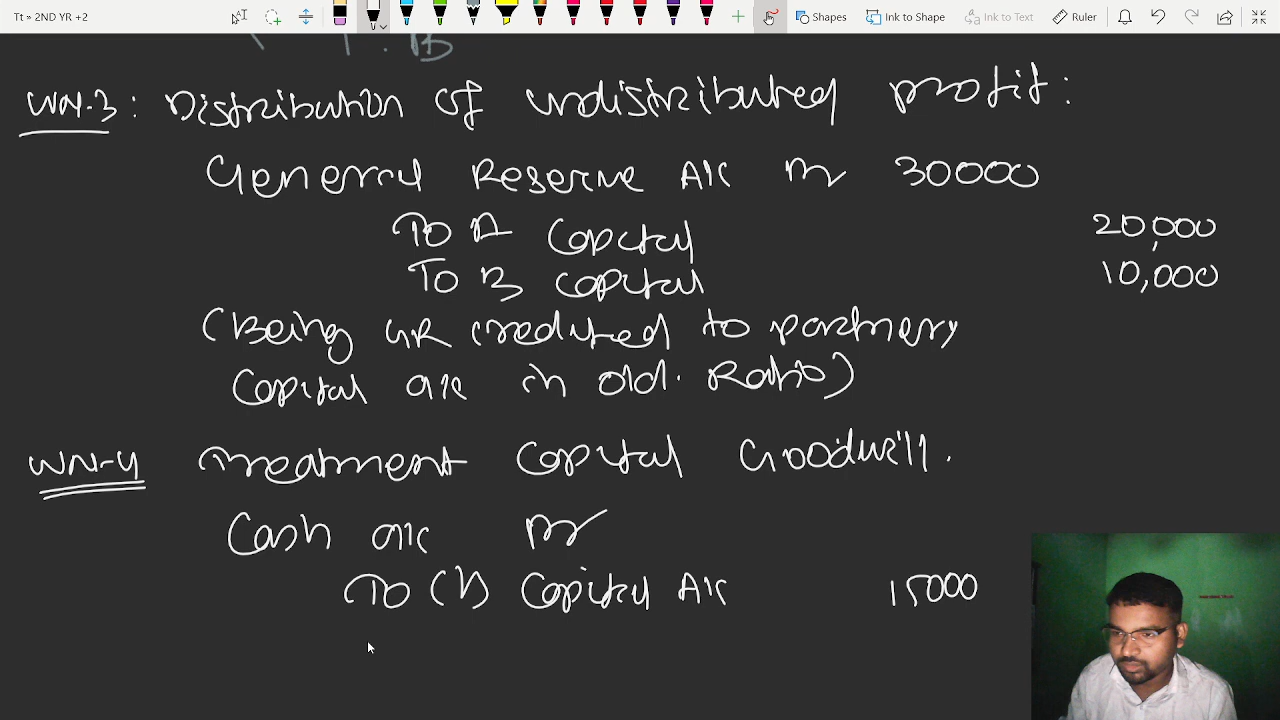 Tt » 2ND YR +2
Shapes Ink to Shape Ink to Text Ruler
WN-3: Distribution of undistributed profit:
General Reserve A/c Dr 30000
To A Capital 20,000
To B Capital 10,000
(Being GR credited to partners
Capital a/c in old. Ratio)
WN-4 Treatment Capital Goodwill.
Cash a/c Dr
To Capital A/c 15000